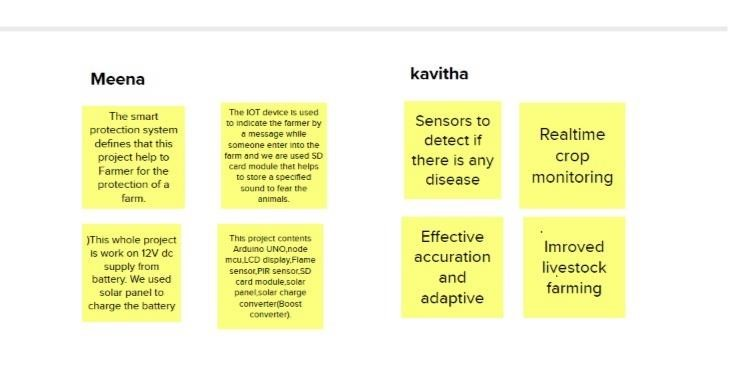 Meena
The smart
protection system
defines that this
project help to
Farmer for the
protection of a
farm.
The IOT device is used
to indicate the farmer by
a message while
someone enter into the
farm and we are used SD
card module that helps
to store a specified
sound to fear the
animals.
)This whole project
is work on 12V dc
supply from
battery. We used
solar panel to
charge the battery
This project contents
Arduino UNO,node
mcu,LCD display,Flame
sensor,PIR sensor,SD
card module,solar
panel,solar charge
converter(Boost
converter).
kavitha
Sensors to
detect if
there is any
disease
Realtime
crop
monitoring
Effective
accuration
and
adaptive
Imroved
livestock
farming